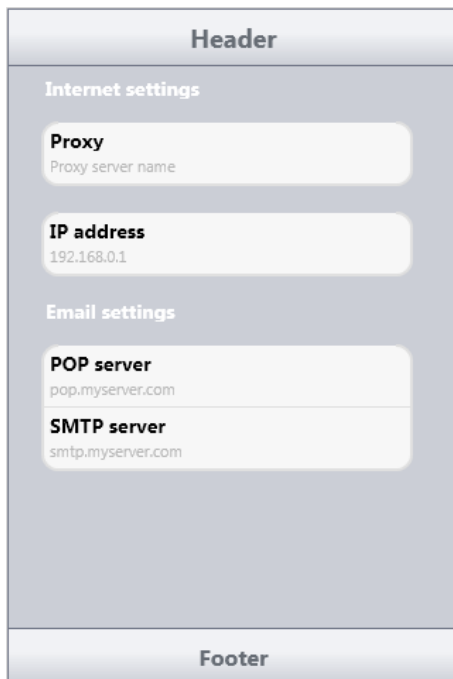 Header
Internet settings
Proxy
Proxy server name
IP address
192.168.0.1
Email settings
POP server
pop.myserver.com
SMTP server
smtp.myserver.com
Footer